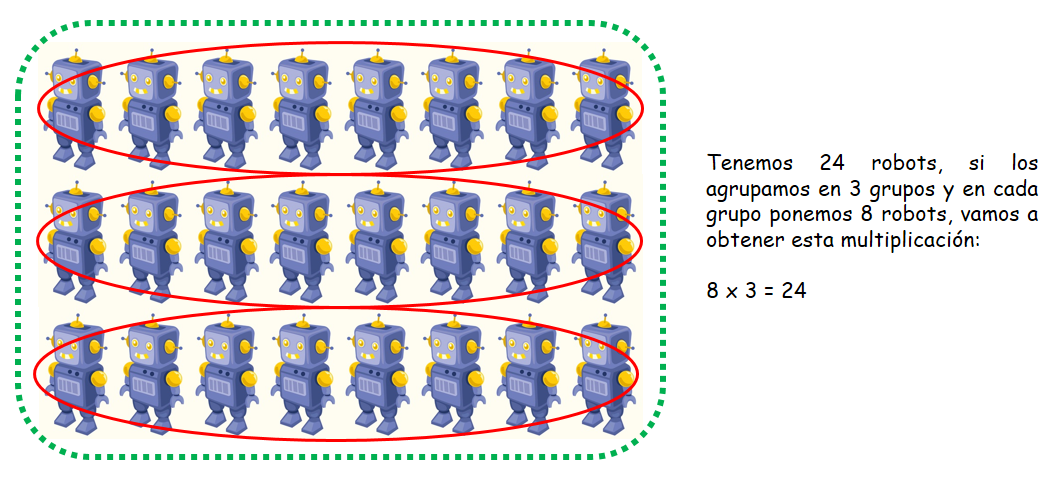 Tenemos 24 robots, si los
agrupamos en 3 grupos y en cada
grupo ponemos 8 robots, vamos a
obtener esta multiplicación:
8 x 3 = 24